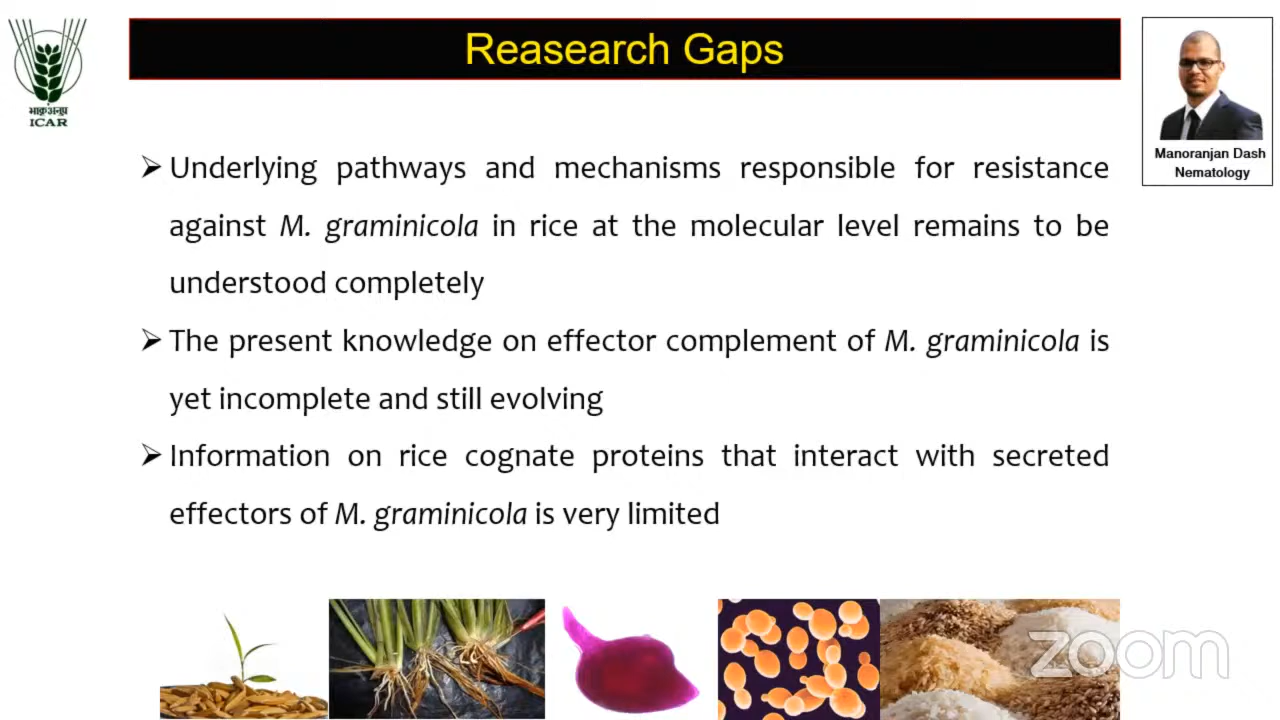 Reasearch Gaps
भाकृअनुप
ICAR
Manoranjan Dash
Nematology
➢ Underlying pathways and mechanisms responsible for resistance
against M. graminicola in rice at the molecular level remains to be
understood completely
➢ The present knowledge on effector complement of M. graminicola is
yet incomplete and still evolving
➢ Information on rice cognate proteins that interact with secreted
effectors of M. graminicola is very limited
zoom